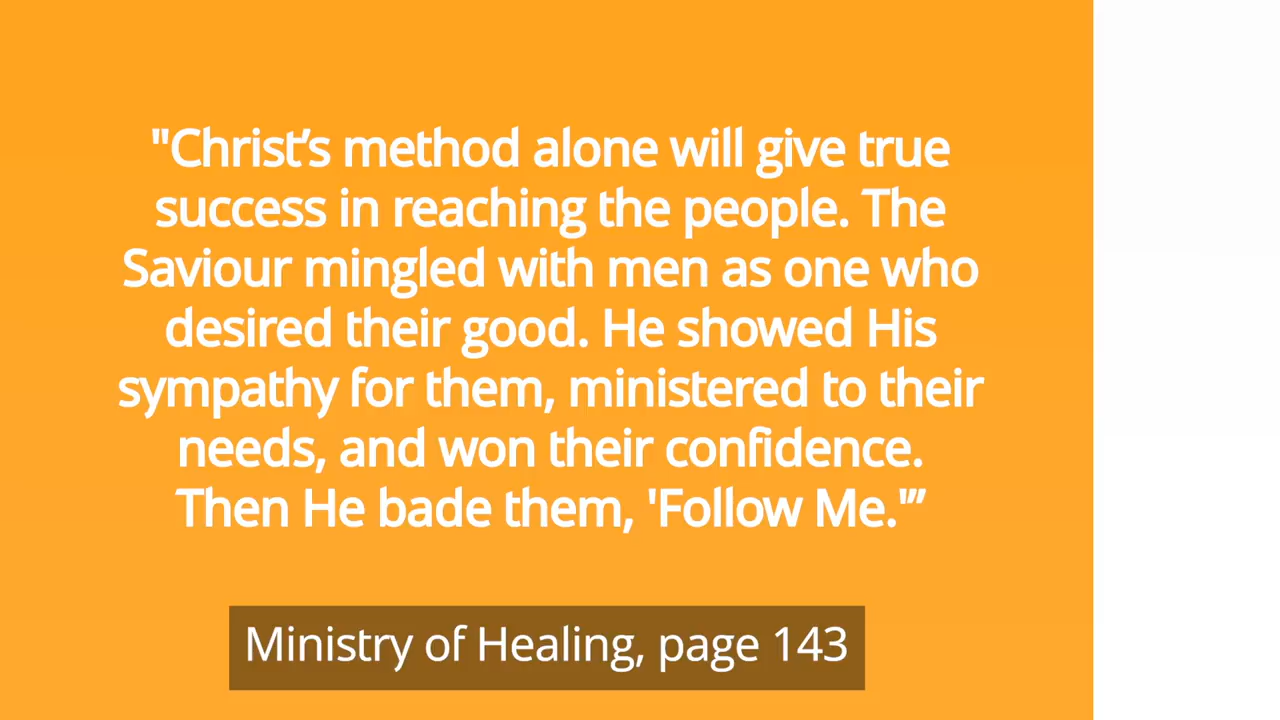 "Christ’s method alone will give true
success in reaching the people. The
Saviour mingled with men as one who
desired their good. He showed His
sympathy for them, ministered to their
needs, and won their confidence.
Then He bade them, 'Follow Me.'”
Ministry of Healing, page 143